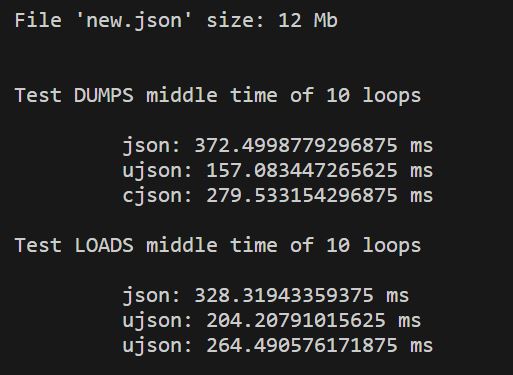 File 'new.json' size: 12 Mb
Test DUMPS middle time of 10 loops
json: 372.4998779296875 ms
ujson: 157.083447265625 ms
cjson: 279.533154296875 ms
Test LOADS middle time of 10 loops
json: 328.31943359375 ms
ujson: 204.20791015625 ms
ujson: 264.490576171875 ms